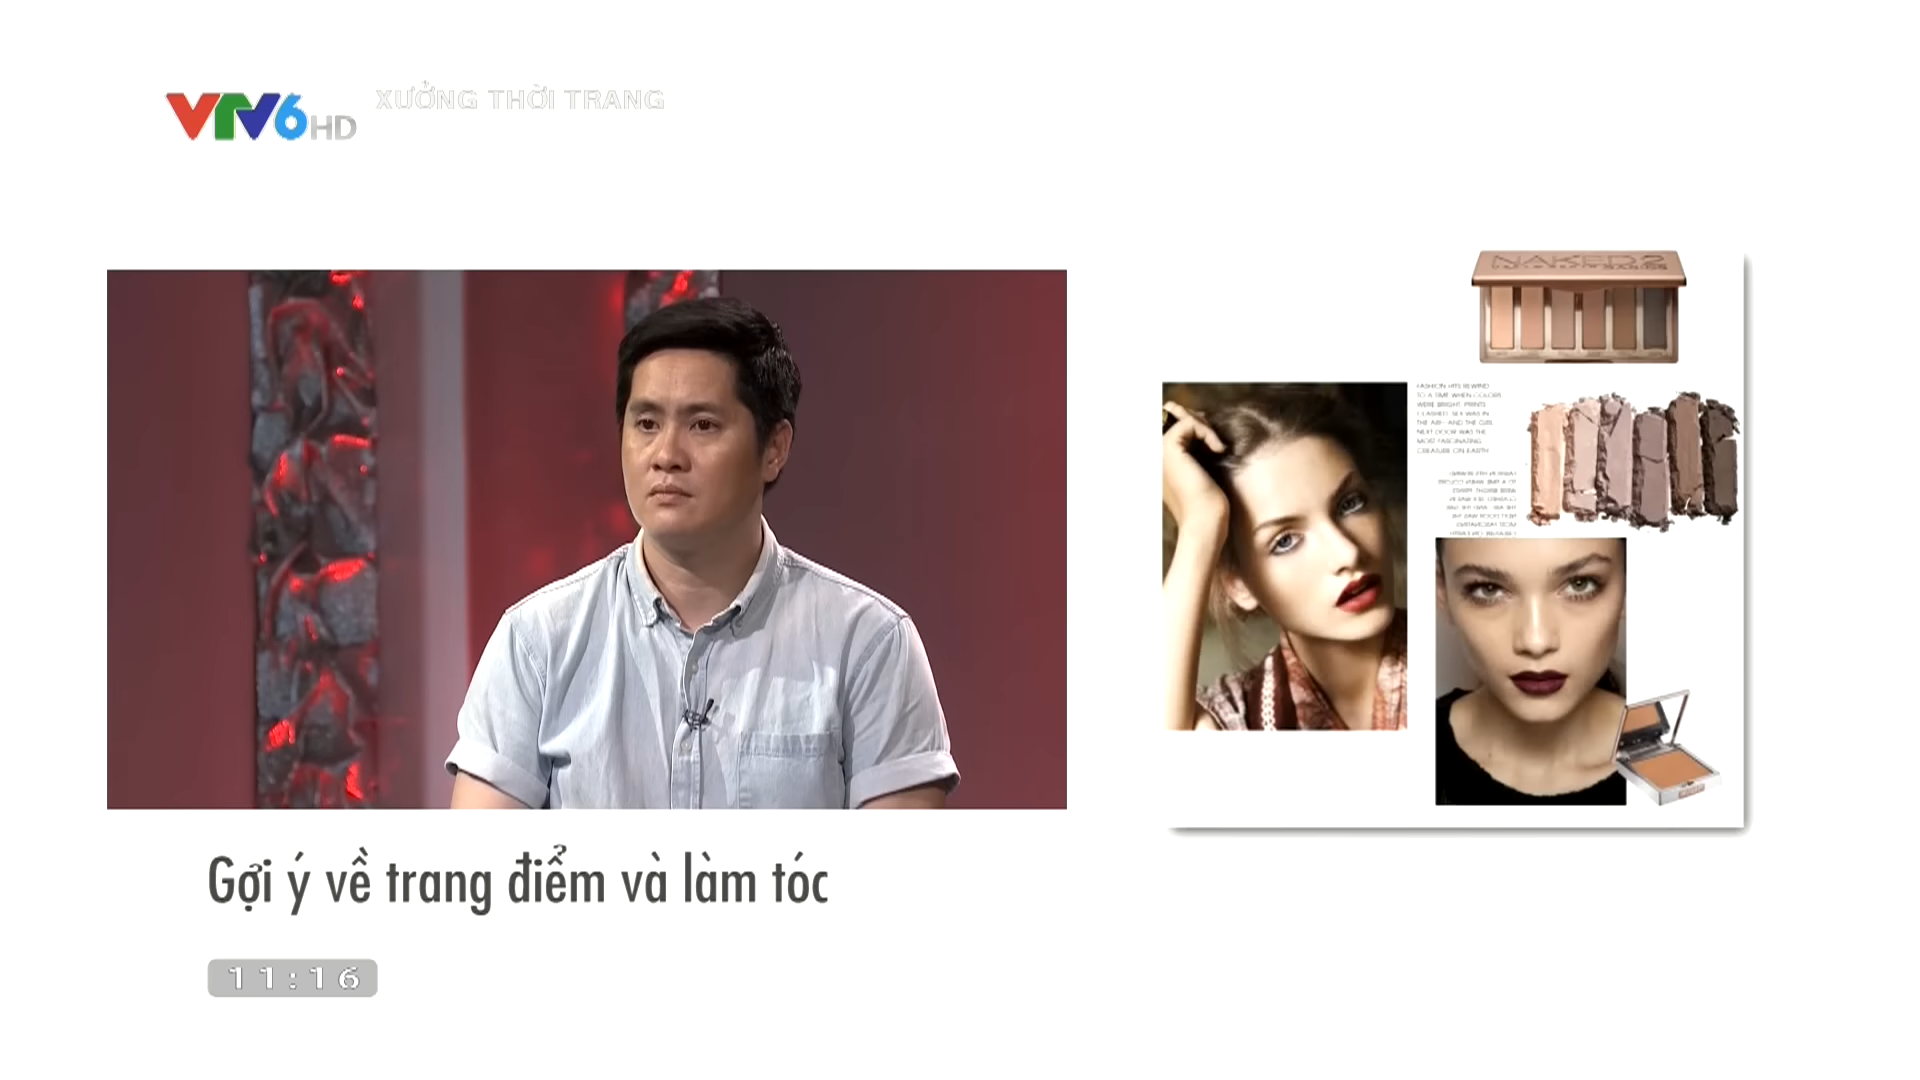 VTV6HD
XƯỞNG THỜI TRANG
NAKED2
FASHION HITS REWIND
TO A TIME WHEN COLORS
WERE BRIGHT, PRINTS
CLASHED, SEX WAS IN
THE AIR - AND THE GIRL
NEXT DOOR WAS THE
MOST FASCINATING
CREATURE ON EARTH
Gợi ý về trang điểm và làm tóc
11:16